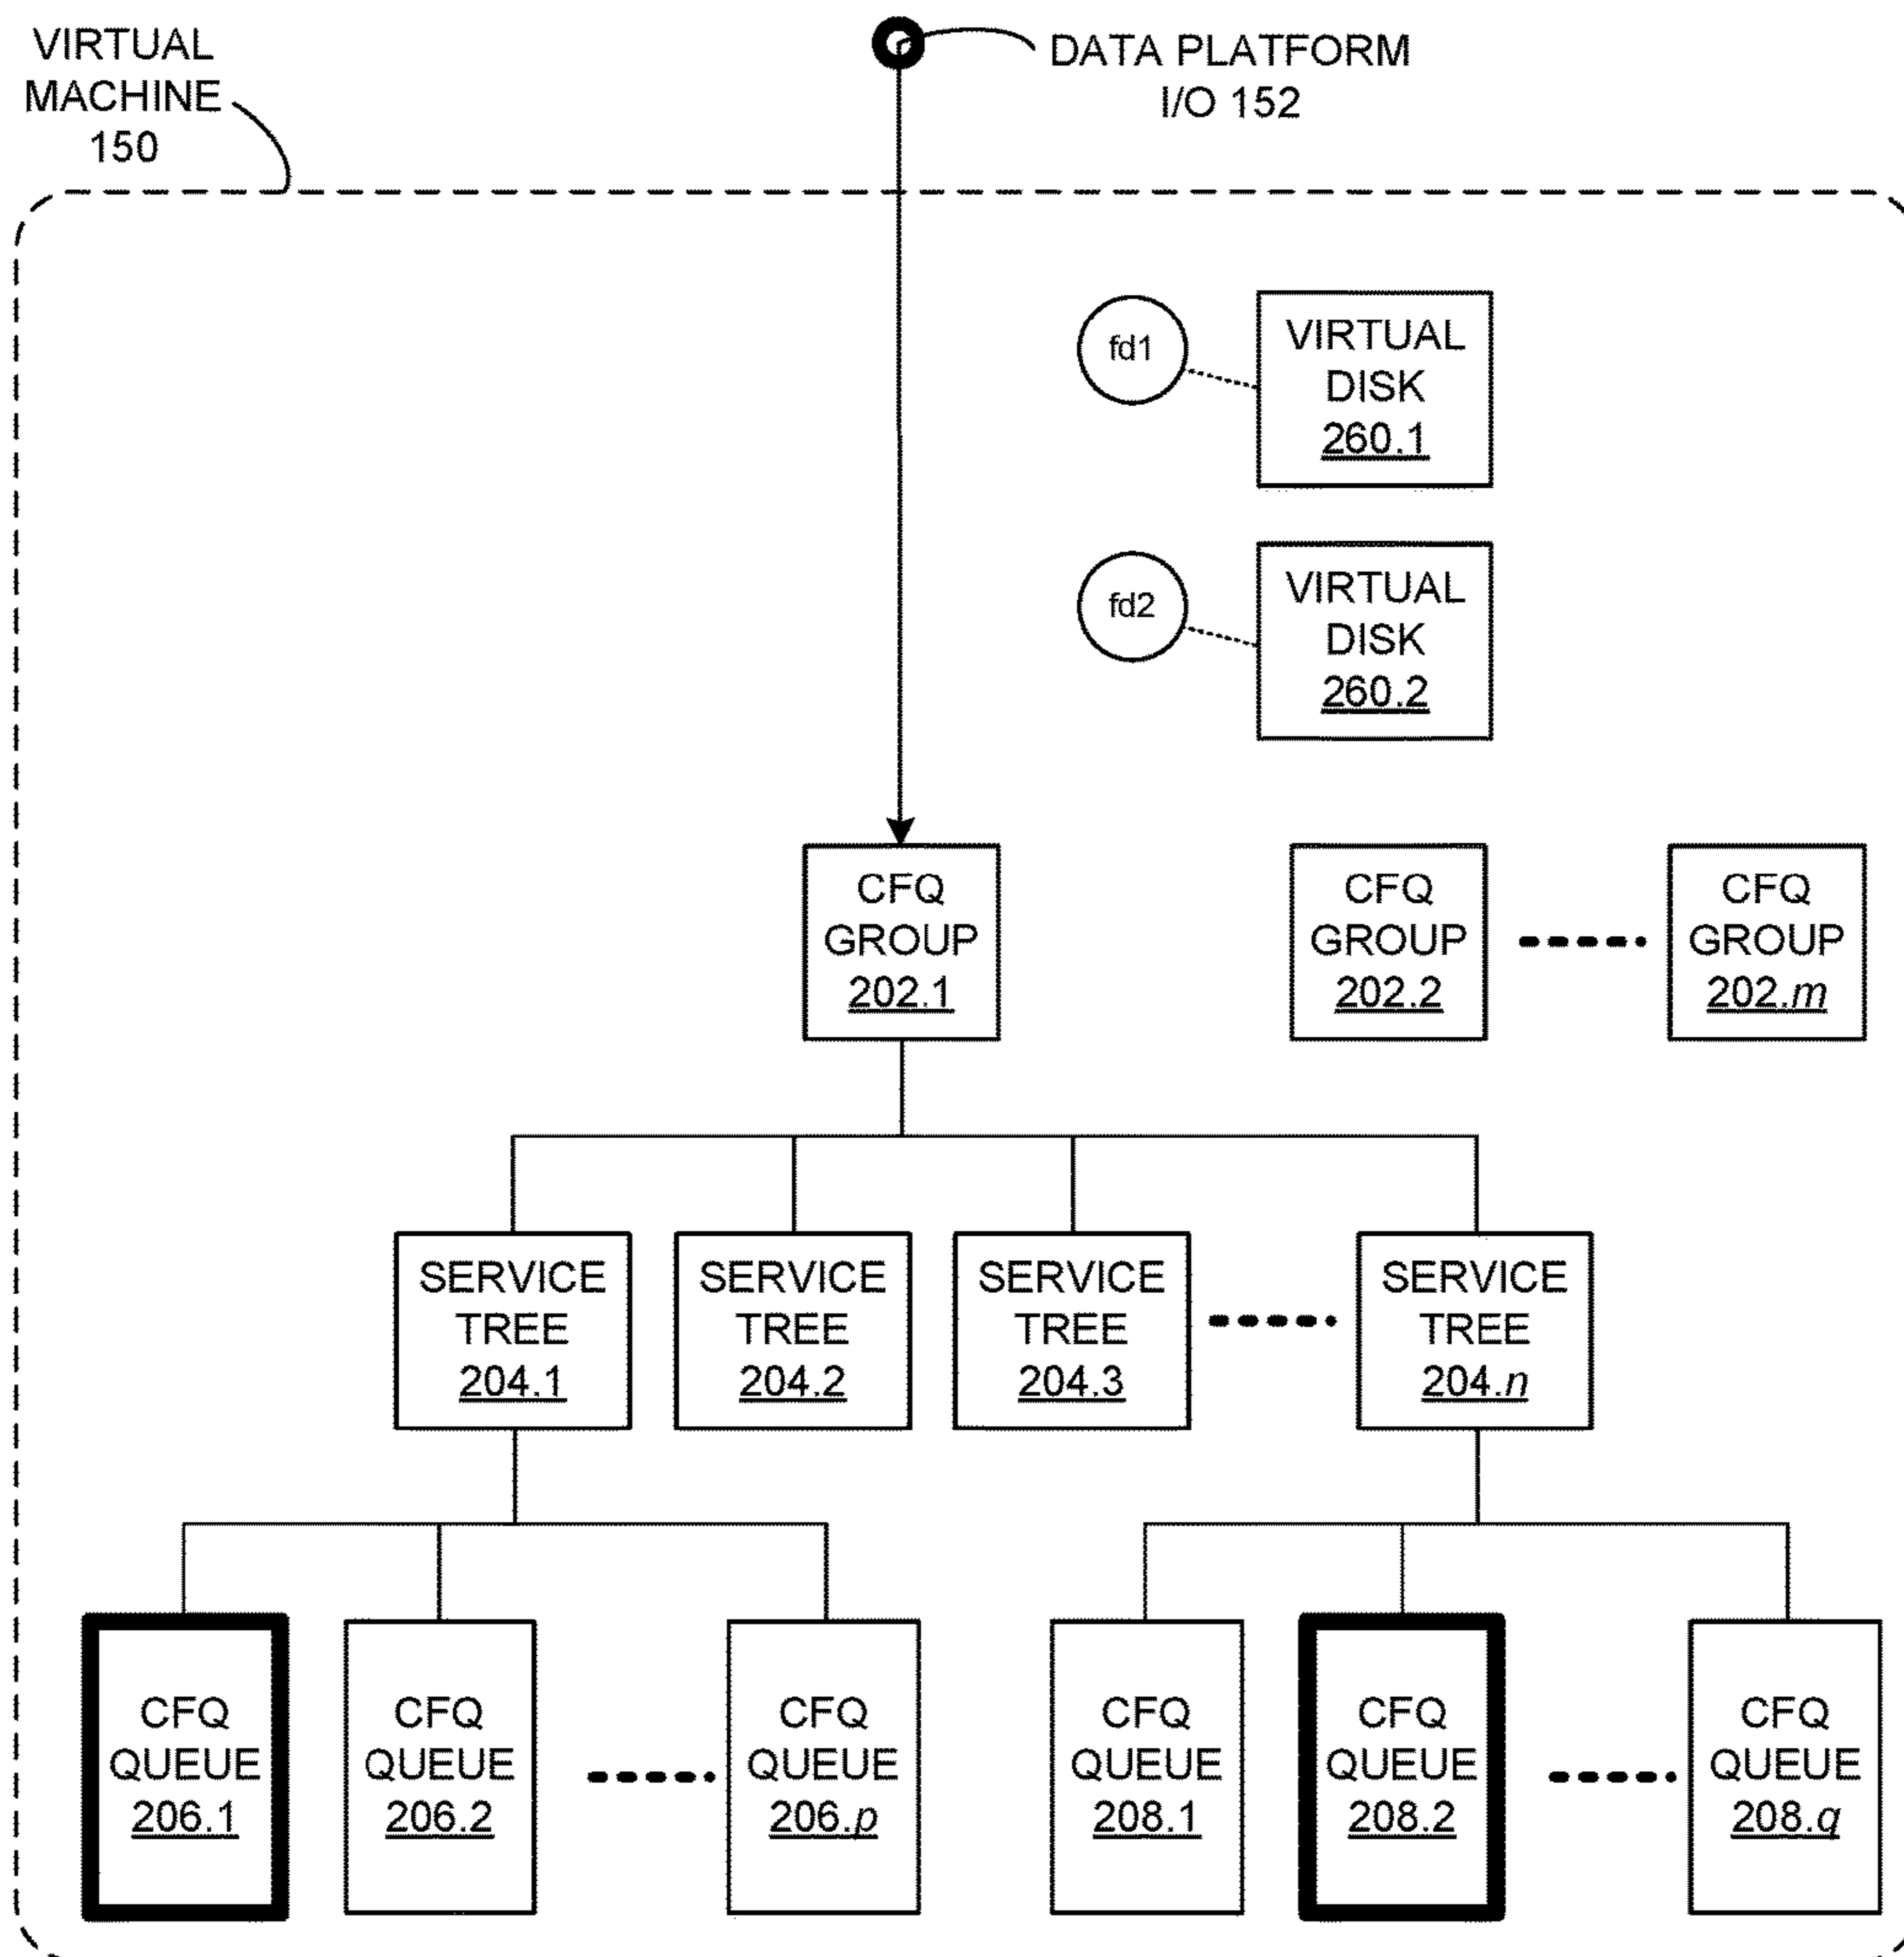 VIRTUAL
MACHINE
150
DATA PLATFORM
I/O 152
fd1
VIRTUAL
DISK
260.1
fd2
VIRTUAL
DISK
260.2
CFQ
GROUP
202.1
CFQ
GROUP
202.2
CFQ
GROUP
202.m
SERVICE
TREE
204.1
SERVICE
TREE
204.2
SERVICE
TREE
204.3
SERVICE
TREE
204.n
CFQ
QUEUE
206.1
CFQ
QUEUE
206.2
CFQ
QUEUE
206.p
CFQ
QUEUE
208.1
CFQ
QUEUE
208.2
CFQ
QUEUE
208.q